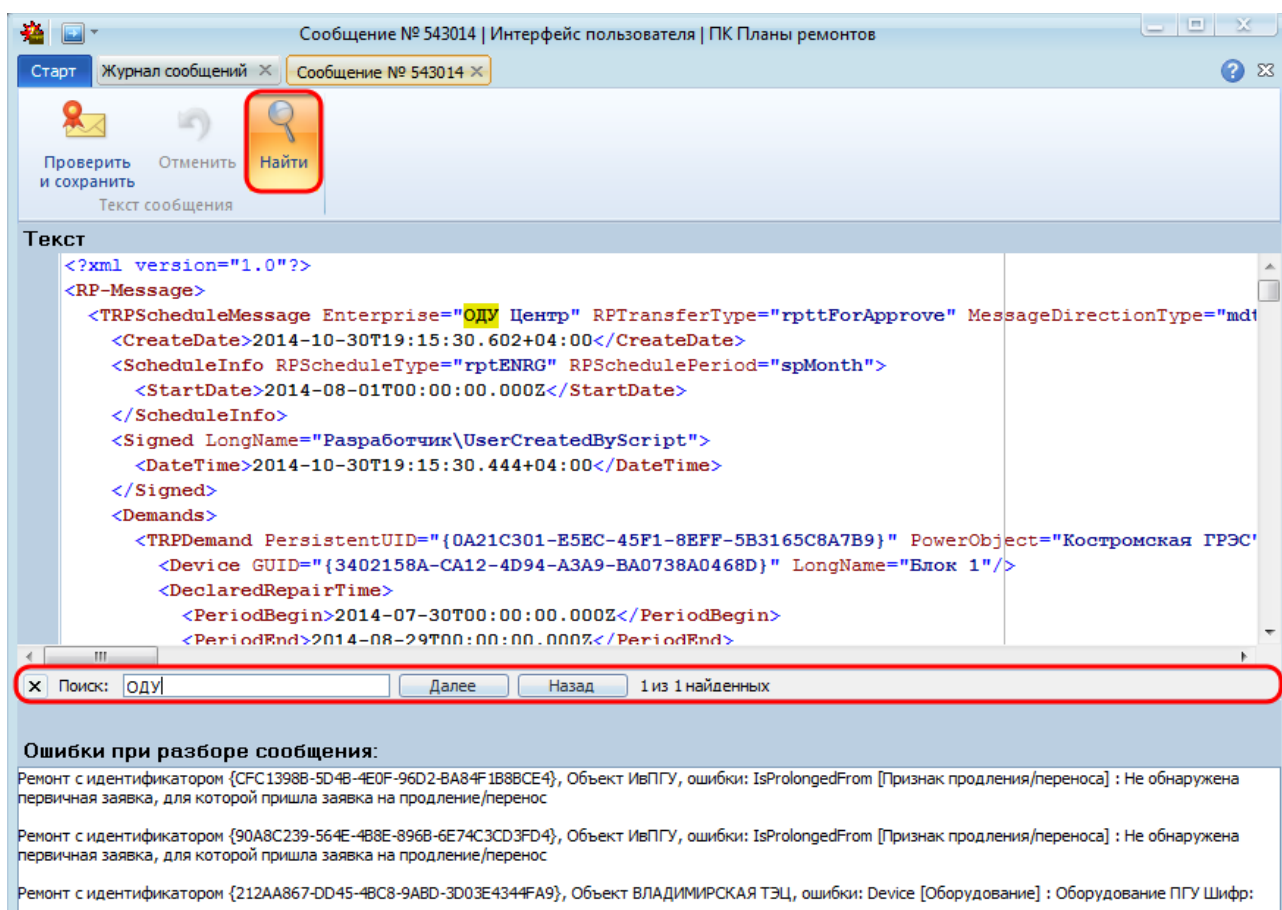 Сообщение № 543014 | Интерфейс пользователя | ПК Планы ремонтов
Старт Журнал сообщений Сообщение № 543014
Проверить и сохранить Отменить Найти
Текст сообщения
Текст
<?xml version="1.0"?>
<RP-Message>
<TRPScheduleMessage Enterprise="ОДУ Центр" RPTransferType="rpttForApprove" MessageDirectionType="mdt
<CreateDate>2014-10-30T19:15:30.602+04:00</CreateDate>
<ScheduleInfo RPScheduleType="rptENRG" RPSchedulePeriod="spMonth">
<StartDate>2014-08-01T00:00:00.000Z</StartDate>
</ScheduleInfo>
<Signed LongName="Разработчик\UserCreatedByScript">
<DateTime>2014-10-30T19:15:30.444+04:00</DateTime>
</Signed>
<Demands>
<TRPDemand PersistentUID="{0A21C301-E5EC-45F1-8EFF-5B3165C8A7B9}" PowerObject="Костромская ГРЭС"
<Device GUID="{3402158A-CA12-4D94-A3A9-BA0738A0468D}" LongName="Блок 1"/>
<DeclaredRepairTime>
<PeriodBegin>2014-07-30T00:00:00.000Z</PeriodBegin>
<PeriodEnd>2014-08-29T00:00:00.000Z</PeriodEnd>
Поиск: ОДУ Далее Назад 1 из 1 найденных
Ошибки при разборе сообщения:
Ремонт с идентификатором {CFC1398B-5D4B-4E0F-96D2-BA84F1B8BCE4}, Объект ИвПГУ, ошибки: IsProlongedFrom [Признак продления/переноса] : Не обнаружена
первичная заявка, для которой пришла заявка на продление/перенос
Ремонт с идентификатором {90A8C239-564E-4B8E-896B-6E74C3CD3FD4}, Объект ИвПГУ, ошибки: IsProlongedFrom [Признак продления/переноса] : Не обнаружена
первичная заявка, для которой пришла заявка на продление/перенос
Ремонт с идентификатором {212AA867-DD45-4BC8-9ABD-3D03E4344FA9}, Объект ВЛАДИМИРСКАЯ ТЭЦ, ошибки: Device [Оборудование] : Оборудование ПГУ Шифр: